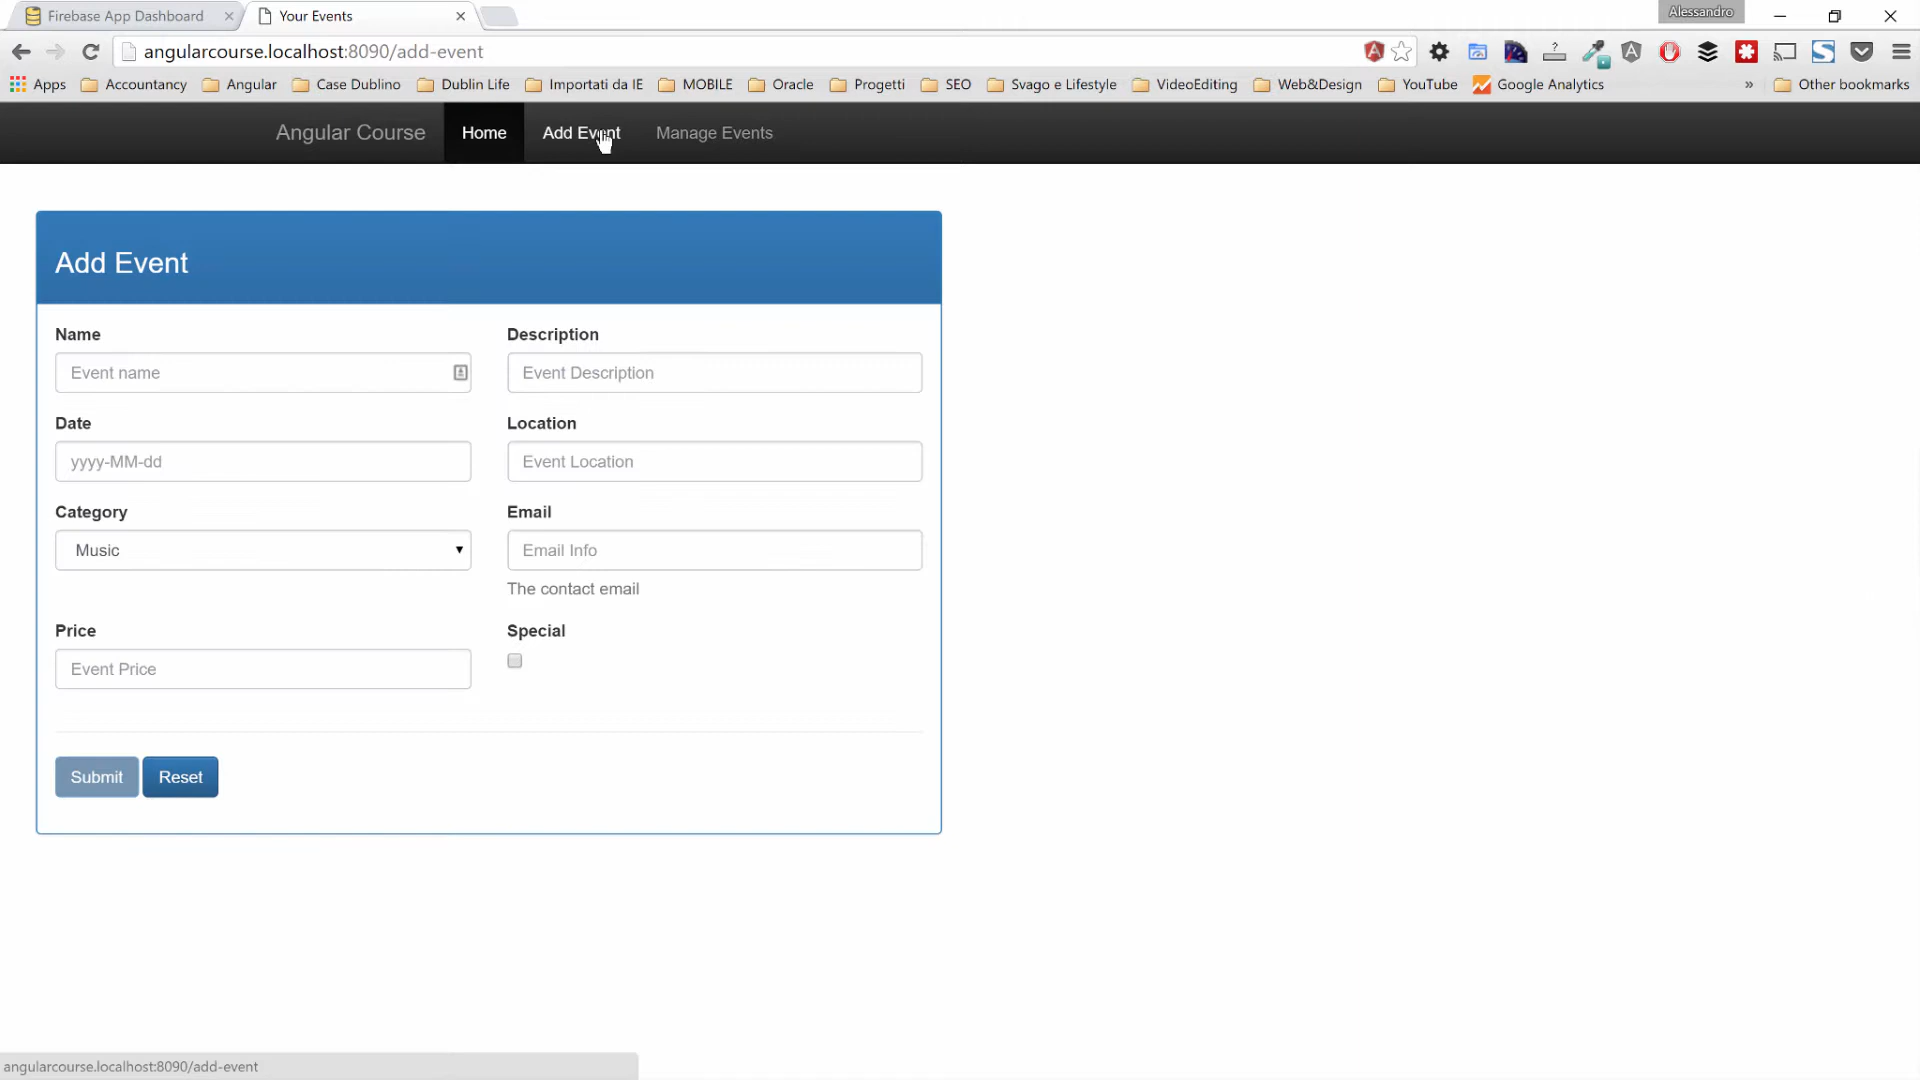 Firebase App Dashboard
Your Events
Alessandro
angularcourse.localhost:8090/add-event
Apps Accountancy Angular Case Dublino Dublin Life Importati da IE MOBILE Oracle Progetti SEO Svago e Lifestyle VideoEditing Web&Design YouTube Google Analytics » Other bookmarks
Angular Course Home Add Event Manage Events
Add Event
Name Description
Event name Event Description
Date Location
yyyy-MM-dd Event Location
Category Email
Music Email Info
The contact email
Price Special
Event Price
Submit Reset
angularcourse.localhost:8090/add-event